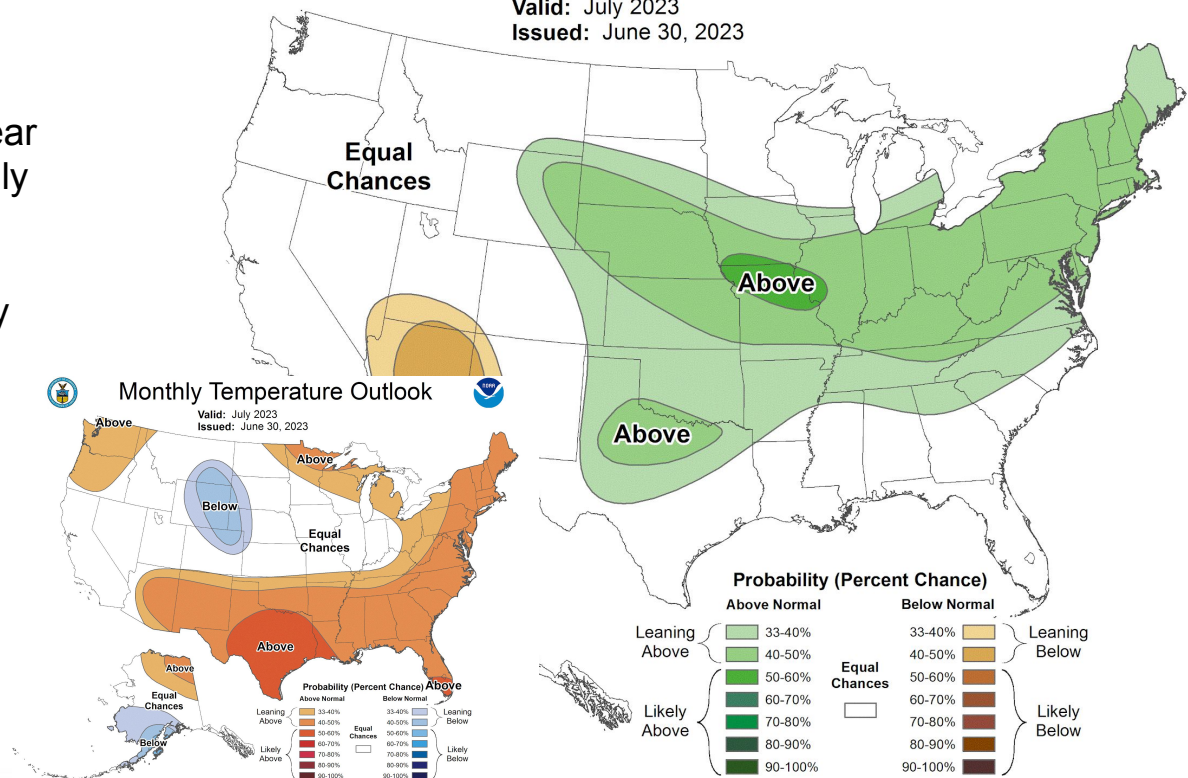 Valid: July 2023
Issued: June 30, 2023
ear
ly
y
Equal
Chances
Above
Above
Probability (Percent Chance)
Above Normal
Below Normal
Leaning
Above
33-40%
40-50%
50-60%
60-70%
70-80%
80-90%
90-100%
Likely
Above
Equal
Chances
33-40%
40-50%
50-60%
60-70%
70-80%
80-90%
90-100%
Leaning
Below
Likely
Below
Monthly Temperature Outlook
Valid: July 2023
Issued: June 30, 2023
NOAA
Above
Above
Below
Equal
Chances
Above
Above
Above
Equal
Chances
Below
Probability (Percent Chance)
Above Normal
Below Normal
Leaning
Above
33-40%
40-50%
50-60%
60-70%
70-80%
80-90%
90-100%
Likely
Above
Equal
Chances
33-40%
40-50%
50-60%
60-70%
70-80%
80-90%
90-100%
Leaning
Below
Likely
Below